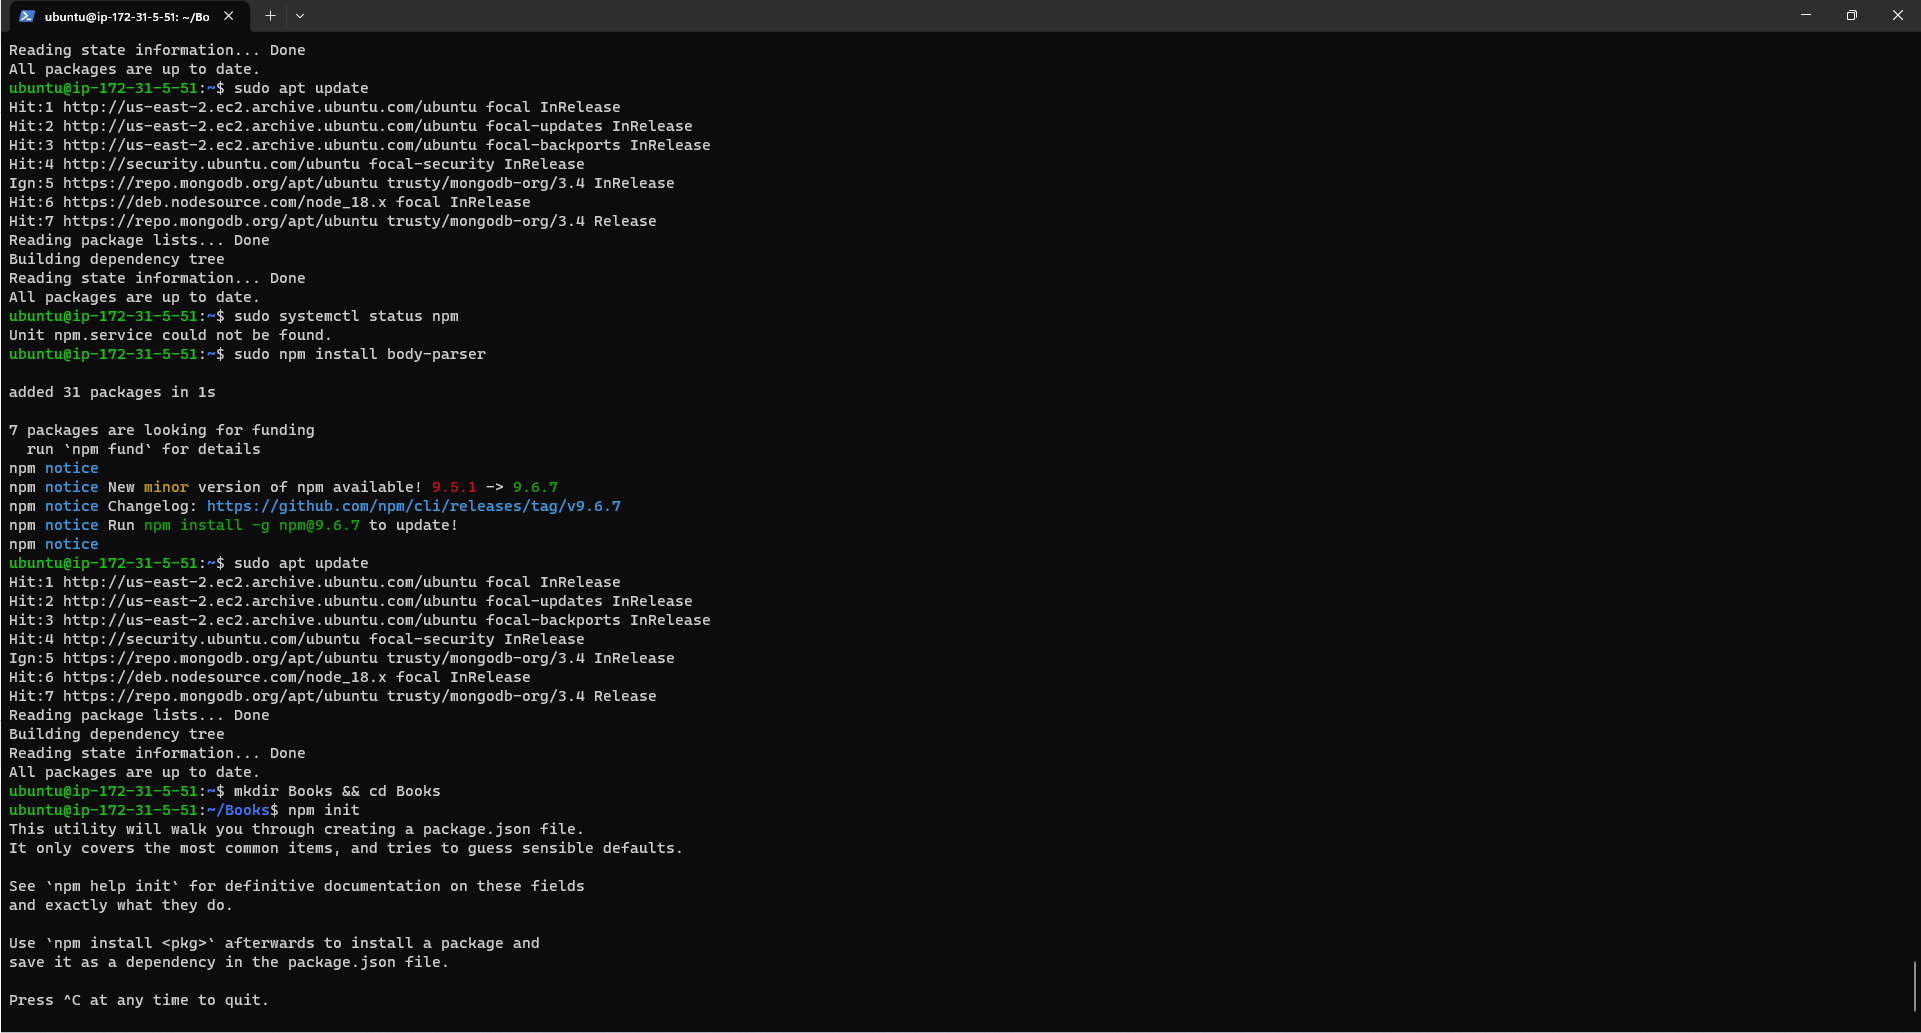 ubuntu@ip-172-31-5-51: ~/Bo
Reading state information... Done
All packages are up to date.
ubuntu@ip-172-31-5-51:~$ sudo apt update
Hit:1 http://us-east-2.ec2.archive.ubuntu.com/ubuntu focal InRelease
Hit:2 http://us-east-2.ec2.archive.ubuntu.com/ubuntu focal-updates InRelease
Hit:3 http://us-east-2.ec2.archive.ubuntu.com/ubuntu focal-backports InRelease
Hit:4 http://security.ubuntu.com/ubuntu focal-security InRelease
Ign:5 https://repo.mongodb.org/apt/ubuntu trusty/mongodb-org/3.4 InRelease
Hit:6 https://deb.nodesource.com/node_18.x focal InRelease
Hit:7 https://repo.mongodb.org/apt/ubuntu trusty/mongodb-org/3.4 Release
Reading package lists... Done
Building dependency tree
Reading state information... Done
All packages are up to date.
ubuntu@ip-172-31-5-51:~$ sudo systemctl status npm
Unit npm.service could not be found.
ubuntu@ip-172-31-5-51:~$ sudo npm install body-parser

added 31 packages in 1s

7 packages are looking for funding
  run `npm fund` for details
npm notice
npm notice New minor version of npm available! 9.5.1 -> 9.6.7
npm notice Changelog: https://github.com/npm/cli/releases/tag/v9.6.7
npm notice Run npm install -g npm@9.6.7 to update!
npm notice
ubuntu@ip-172-31-5-51:~$ sudo apt update
Hit:1 http://us-east-2.ec2.archive.ubuntu.com/ubuntu focal InRelease
Hit:2 http://us-east-2.ec2.archive.ubuntu.com/ubuntu focal-updates InRelease
Hit:3 http://us-east-2.ec2.archive.ubuntu.com/ubuntu focal-backports InRelease
Hit:4 http://security.ubuntu.com/ubuntu focal-security InRelease
Ign:5 https://repo.mongodb.org/apt/ubuntu trusty/mongodb-org/3.4 InRelease
Hit:6 https://deb.nodesource.com/node_18.x focal InRelease
Hit:7 https://repo.mongodb.org/apt/ubuntu trusty/mongodb-org/3.4 Release
Reading package lists... Done
Building dependency tree
Reading state information... Done
All packages are up to date.
ubuntu@ip-172-31-5-51:~$ mkdir Books && cd Books
ubuntu@ip-172-31-5-51:~/Books$ npm init
This utility will walk you through creating a package.json file.
It only covers the most common items, and tries to guess sensible defaults.

See `npm help init` for definitive documentation on these fields
and exactly what they do.

Use `npm install <pkg>` afterwards to install a package and
save it as a dependency in the package.json file.

Press ^C at any time to quit.